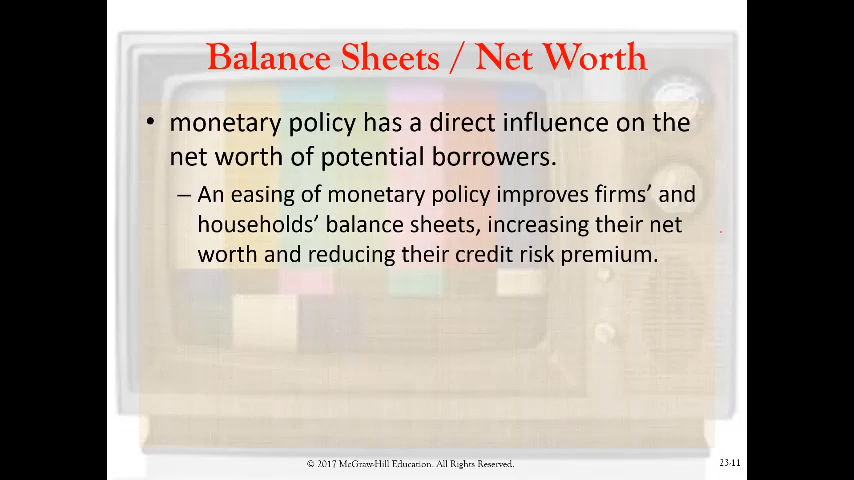 Balance Sheets / Net Worth
• monetary policy has a direct influence on the
net worth of potential borrowers.
– An easing of monetary policy improves firms’ and
households’ balance sheets, increasing their net
worth and reducing their credit risk premium.
© 2017 McGraw-Hill Education. All Rights Reserved.
23-11